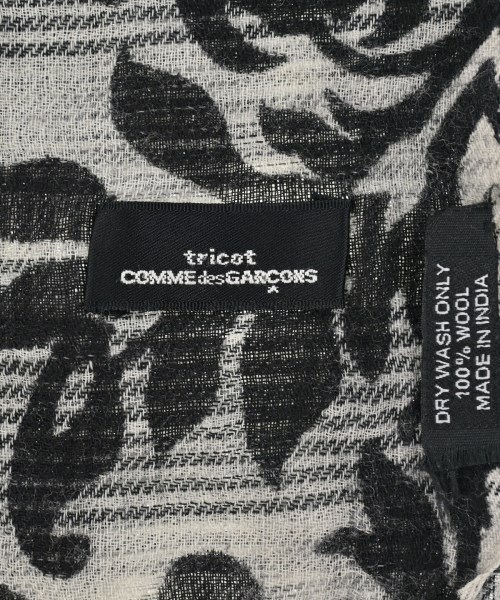 tricot
COMME des GARÇONS
DRY WASH ONLY
100% WOOL
MADE IN INDIA